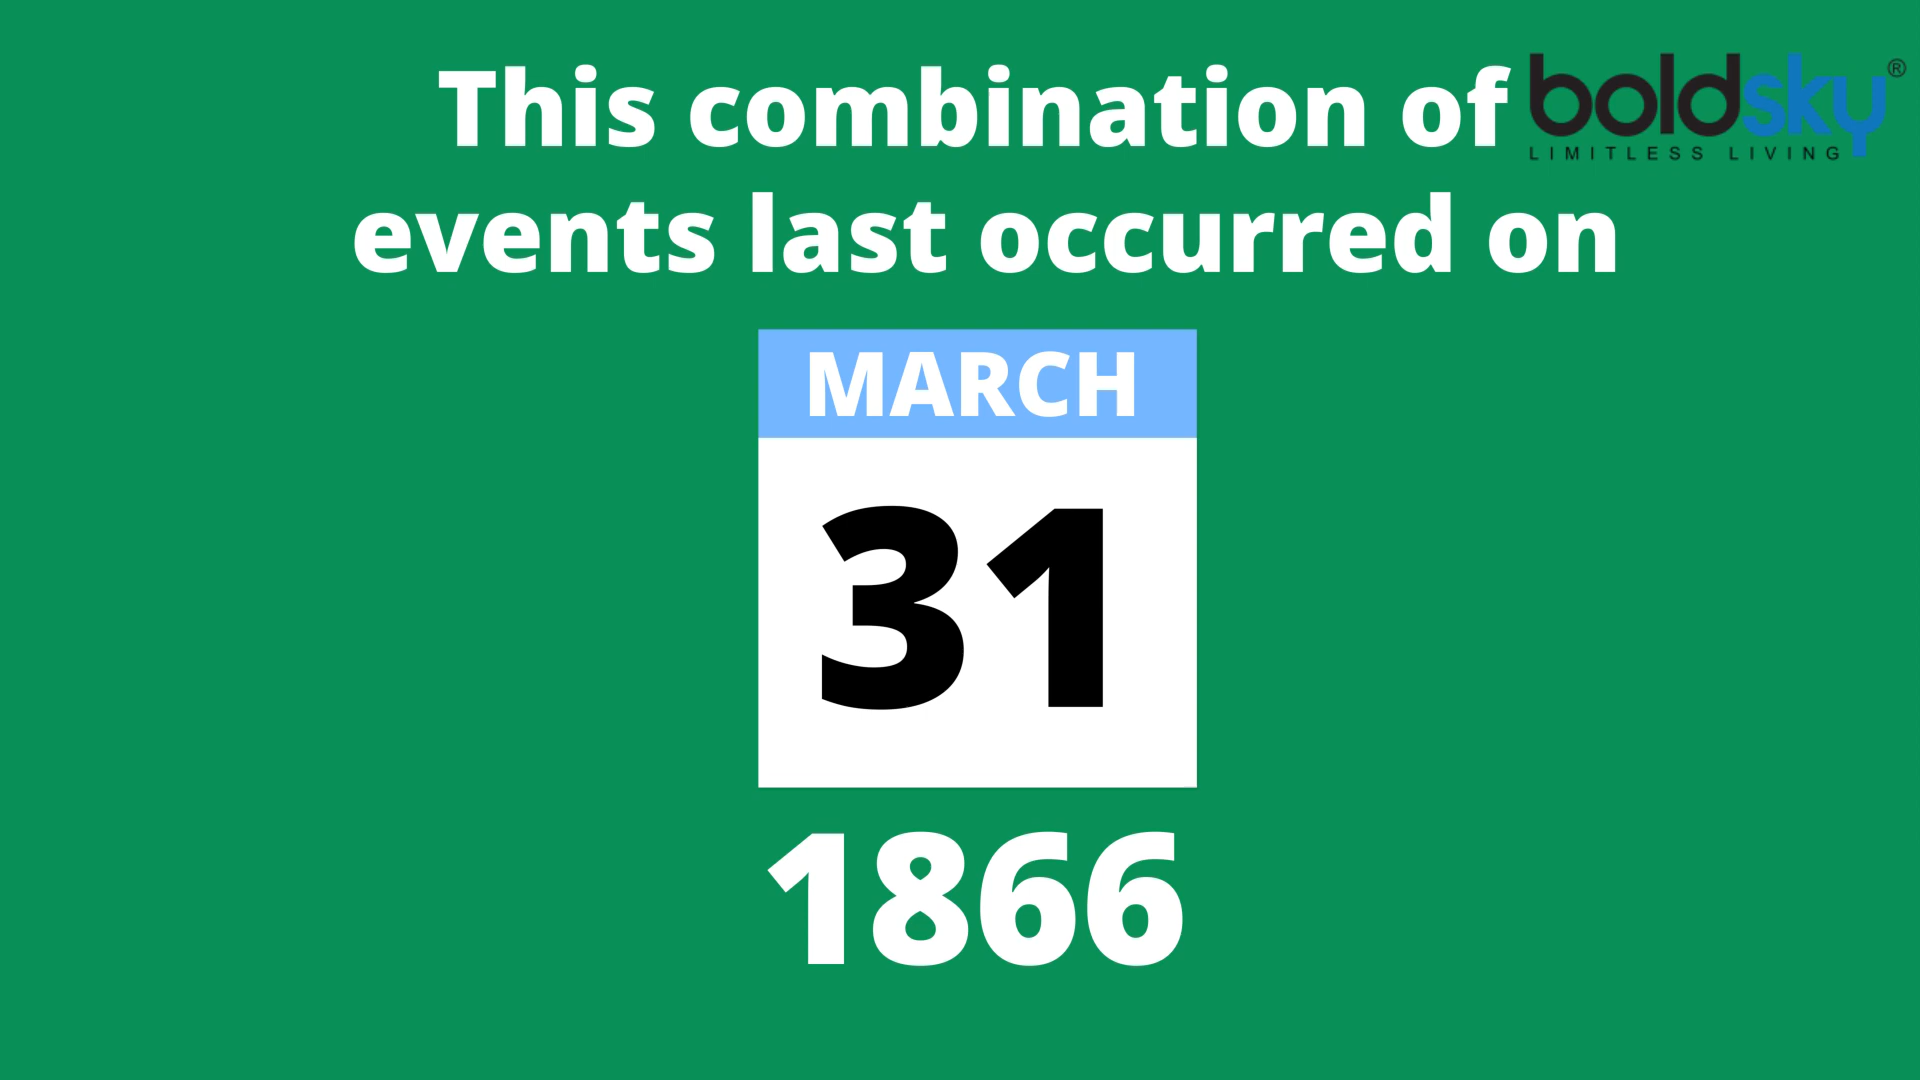 This combination of
boldsky®
LIMITLESS LIVING
events last occurred on
MARCH
31
1866